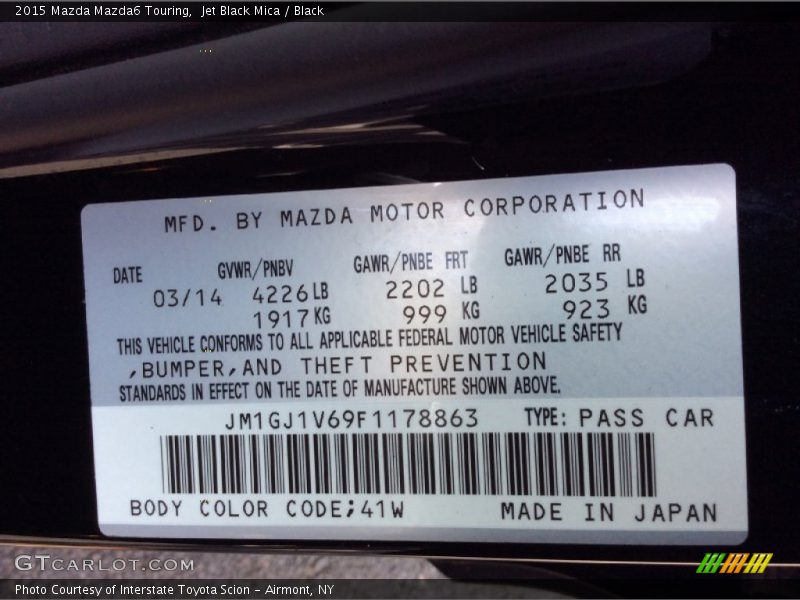 2015 Mazda Mazda6 Touring,  Jet Black Mica / Black
MFD. BY MAZDA MOTOR CORPORATION
DATE GVWR/PNBV GAWR/PNBE FRT GAWR/PNBE RR
03/14 4226 LB 2202 LB 2035 LB
1917 KG 999 KG 923 KG
THIS VEHICLE CONFORMS TO ALL APPLICABLE FEDERAL MOTOR VEHICLE SAFETY
,BUMPER,AND THEFT PREVENTION
STANDARDS IN EFFECT ON THE DATE OF MANUFACTURE SHOWN ABOVE.
JM1GJ1V69F1178863 TYPE: PASS CAR
BODY COLOR CODE;41W MADE IN JAPAN
GTCARLOT.COM
Photo Courtesy of Interstate Toyota Scion – Airmont, NY